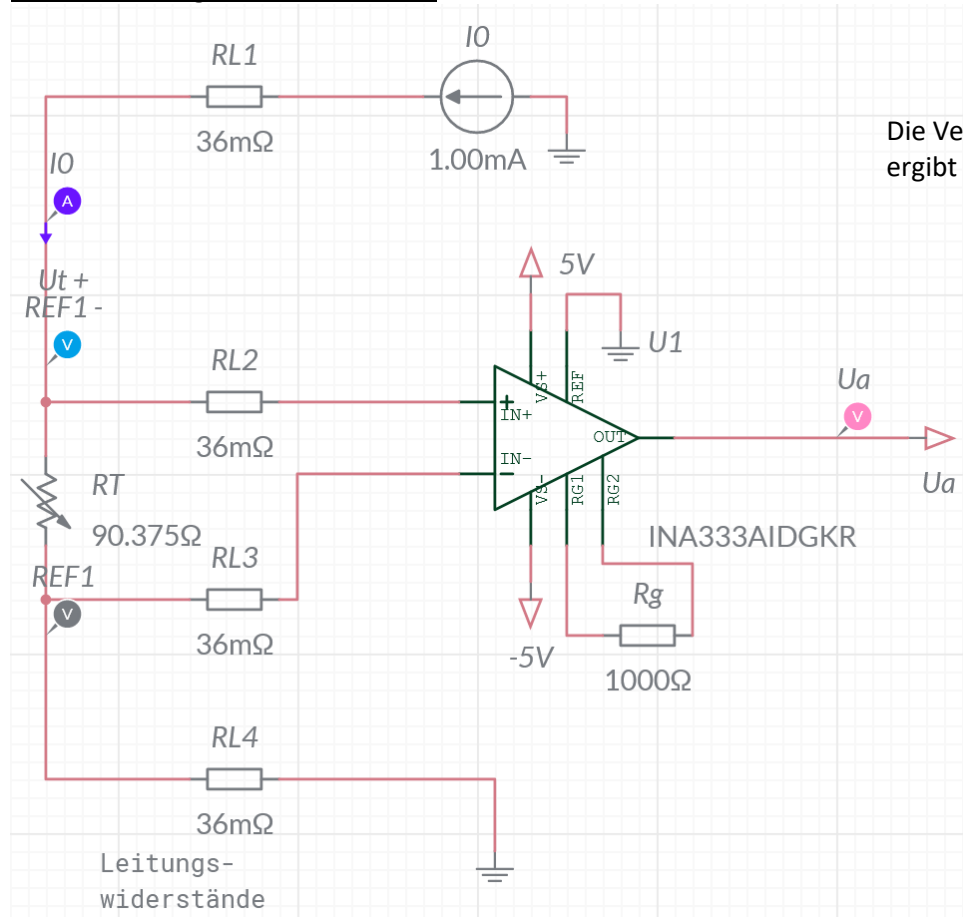 I0
RL1
36mΩ
1.00mA
Die Ve
ergibt
I0
A
Ut +
REF1 -
V
5V
U1
RL2
36mΩ
VS+
REF
IN+
OUT
IN-
VS-
RG1
RG2
Ua
V
Ua
RT
90.375Ω
INA333AIDGKR
RL3
36mΩ
REF1
V
Rg
1000Ω
-5V
RL4
36mΩ
Leitungs-
widerstände